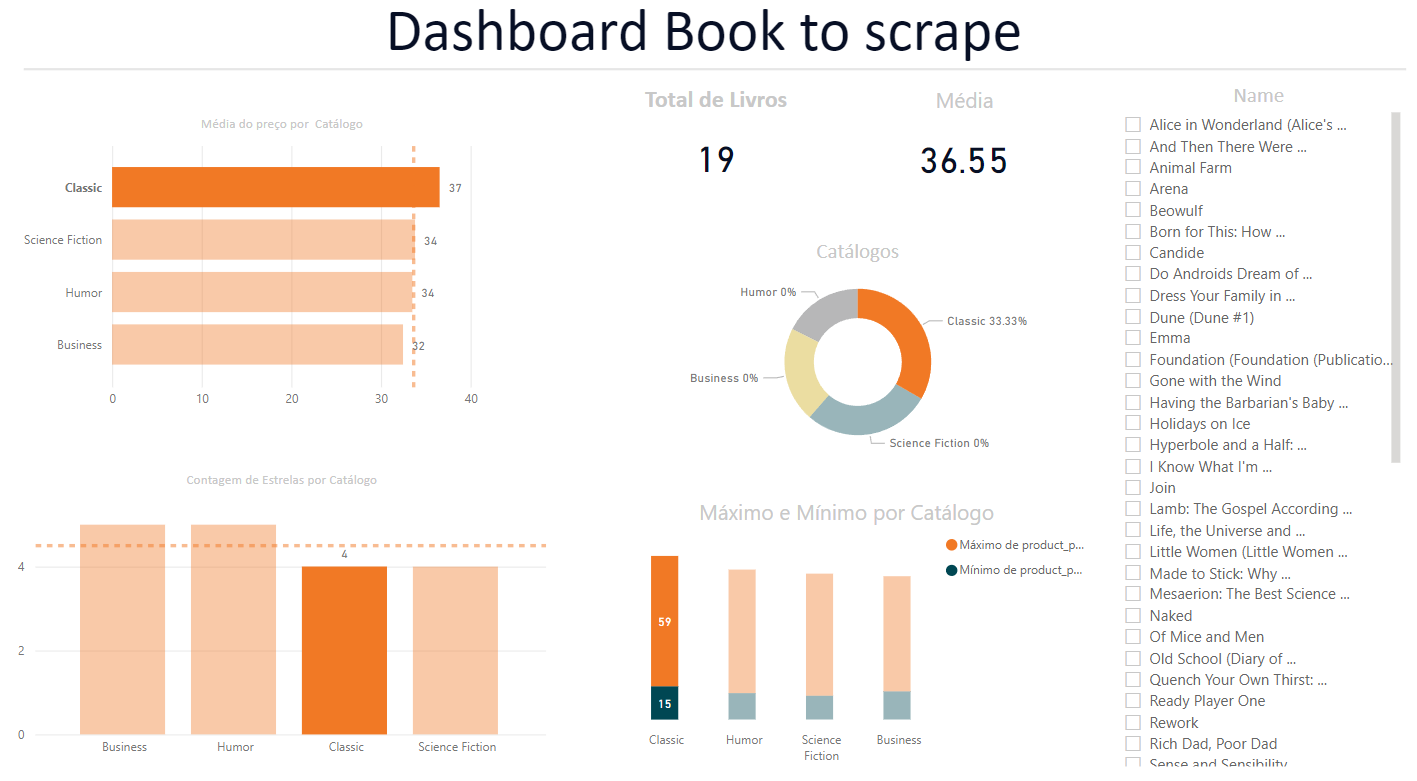 Dashboard Book to scrape
Média do preço por Catálogo
Classic
37
Science Fiction
34
Humor
34
Business
32
0 10 20 30 40
Contagem de Estrelas por Catálogo
4
4
2
0
Business Humor Classic Science Fiction
Total de Livros
19
Média
36.55
Catálogos
Humor 0%
Classic 33.33%
Business 0%
Science Fiction 0%
Máximo e Mínimo por Catálogo
Máximo de product_p...
Mínimo de product_p...
59
15
Classic Humor Science Business
Fiction
Name
Alice in Wonderland (Alice's ...
And Then There Were ...
Animal Farm
Arena
Beowulf
Born for This: How ...
Candide
Do Androids Dream of ...
Dress Your Family in ...
Dune (Dune #1)
Emma
Foundation (Foundation (Publicatio...
Gone with the Wind
Having the Barbarian's Baby ...
Holidays on Ice
Hyperbole and a Half: ...
I Know What I'm ...
Join
Lamb: The Gospel According ...
Life, the Universe and ...
Little Women (Little Women ...
Made to Stick: Why ...
Mesaerion: The Best Science ...
Naked
Of Mice and Men
Old School (Diary of ...
Quench Your Own Thirst: ...
Ready Player One
Rework
Rich Dad, Poor Dad
Sense and Sensibility